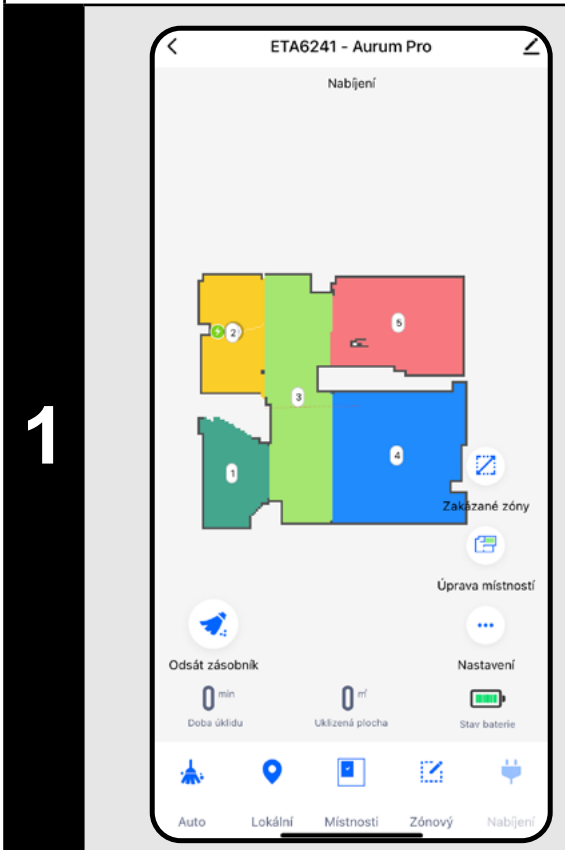 1
ETA6241 - Aurum Pro
Nabíjení
5
2
3
4
1
Zakázané zóny
Úprava místností
Odsát zásobník
Nastavení
0 min
0 ㎡
Doba úklidu
Uklizená plocha
Stav baterie
Auto
Lokální
Místnosti
Zónový
Nabíjení